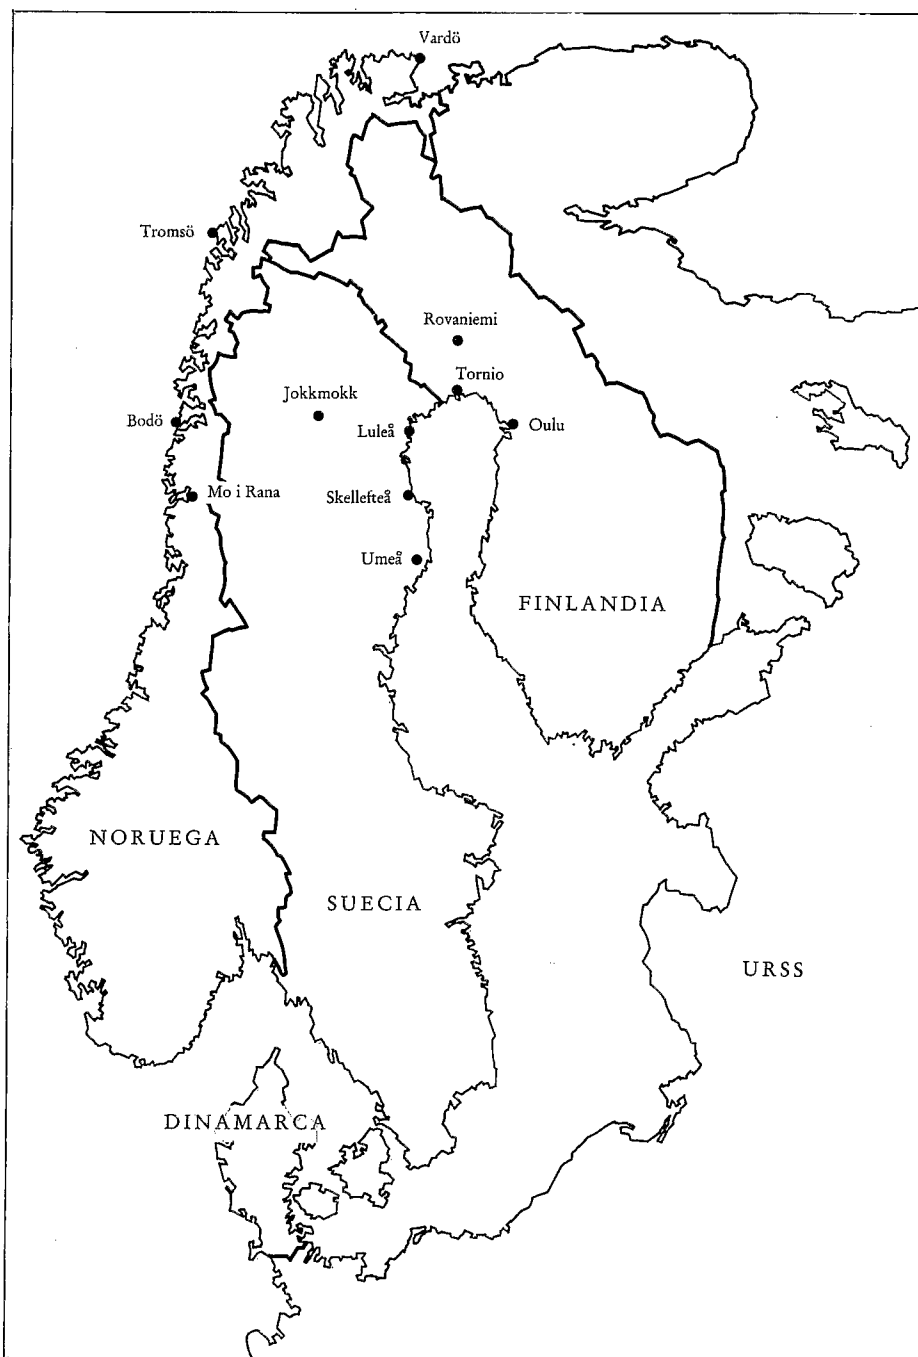 Vardö
Tromsö
Rovaniemi
Tornio
Jokkmokk
Bodö
Luleå
Oulu
Mo i Rana
Skellefteå
Umeå
FINLANDIA
NORUEGA
SUECIA
URSS
DINAMARCA